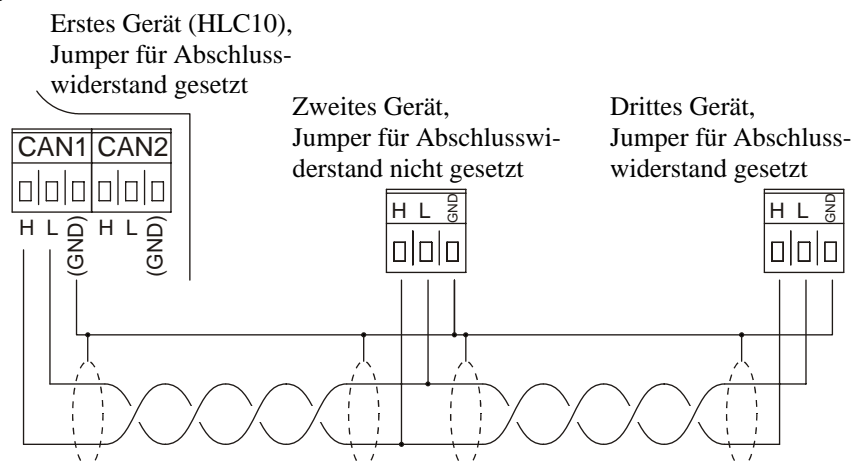 Erstes Gerät (HLC10),
Jumper für Abschluss-
widerstand gesetzt
Zweites Gerät,
Jumper für Abschlusswi-
derstand nicht gesetzt
Drittes Gerät,
Jumper für Abschluss-
widerstand gesetzt
CAN1 CAN2
H L (GND) H L (GND)
H L GND
H L GND